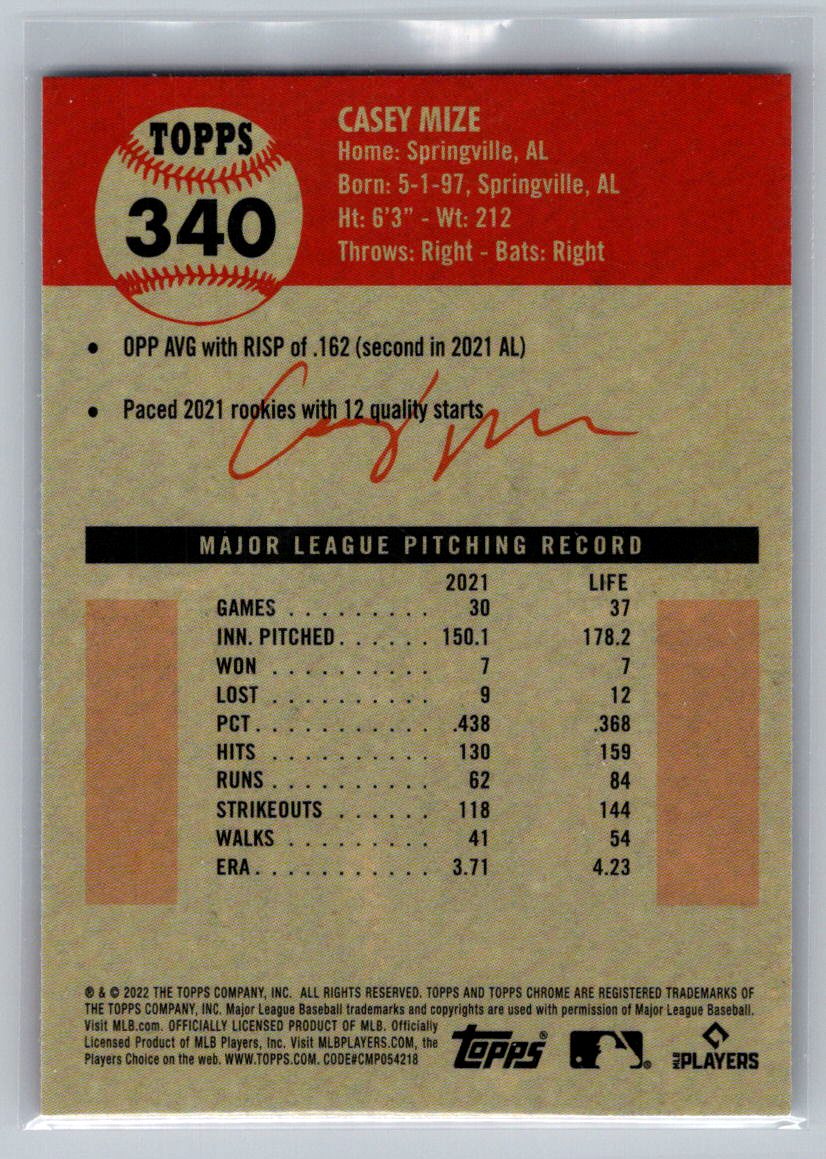 TOPPS
340
CASEY MIZE
Home: Springville, AL
Born: 5-1-97, Springville, AL
Ht: 6'3" - Wt: 212
Throws: Right - Bats: Right
• OPP AVG with RISP of .162 (second in 2021 AL)
• Paced 2021 rookies with 12 quality starts
MAJOR LEAGUE PITCHING RECORD
2021 LIFE
GAMES . . . . . . . . . 30 37
INN. PITCHED . . . . . . 150.1 178.2
WON . . . . . . . . . . 7 7
LOST . . . . . . . . . . 9 12
PCT. . . . . . . . . . . .438 .368
HITS . . . . . . . . . . 130 159
RUNS . . . . . . . . . . 62 84
STRIKEOUTS . . . . . . 118 144
WALKS . . . . . . . . . 41 54
ERA. . . . . . . . . . . 3.71 4.23
® & © 2022 THE TOPPS COMPANY, INC. ALL RIGHTS RESERVED. TOPPS AND TOPPS CHROME ARE REGISTERED TRADEMARKS OF
THE TOPPS COMPANY, INC. Major League Baseball trademarks and copyrights are used with permission of Major League Baseball.
Visit MLB.com. OFFICIALLY LICENSED PRODUCT OF MLB. Officially
Licensed Product of MLB Players, Inc. Visit MLBPLAYERS.COM, the
Players Choice on the web. WWW.TOPPS.COM. CODE#CMP054218
Topps®
MLB PLAYERS